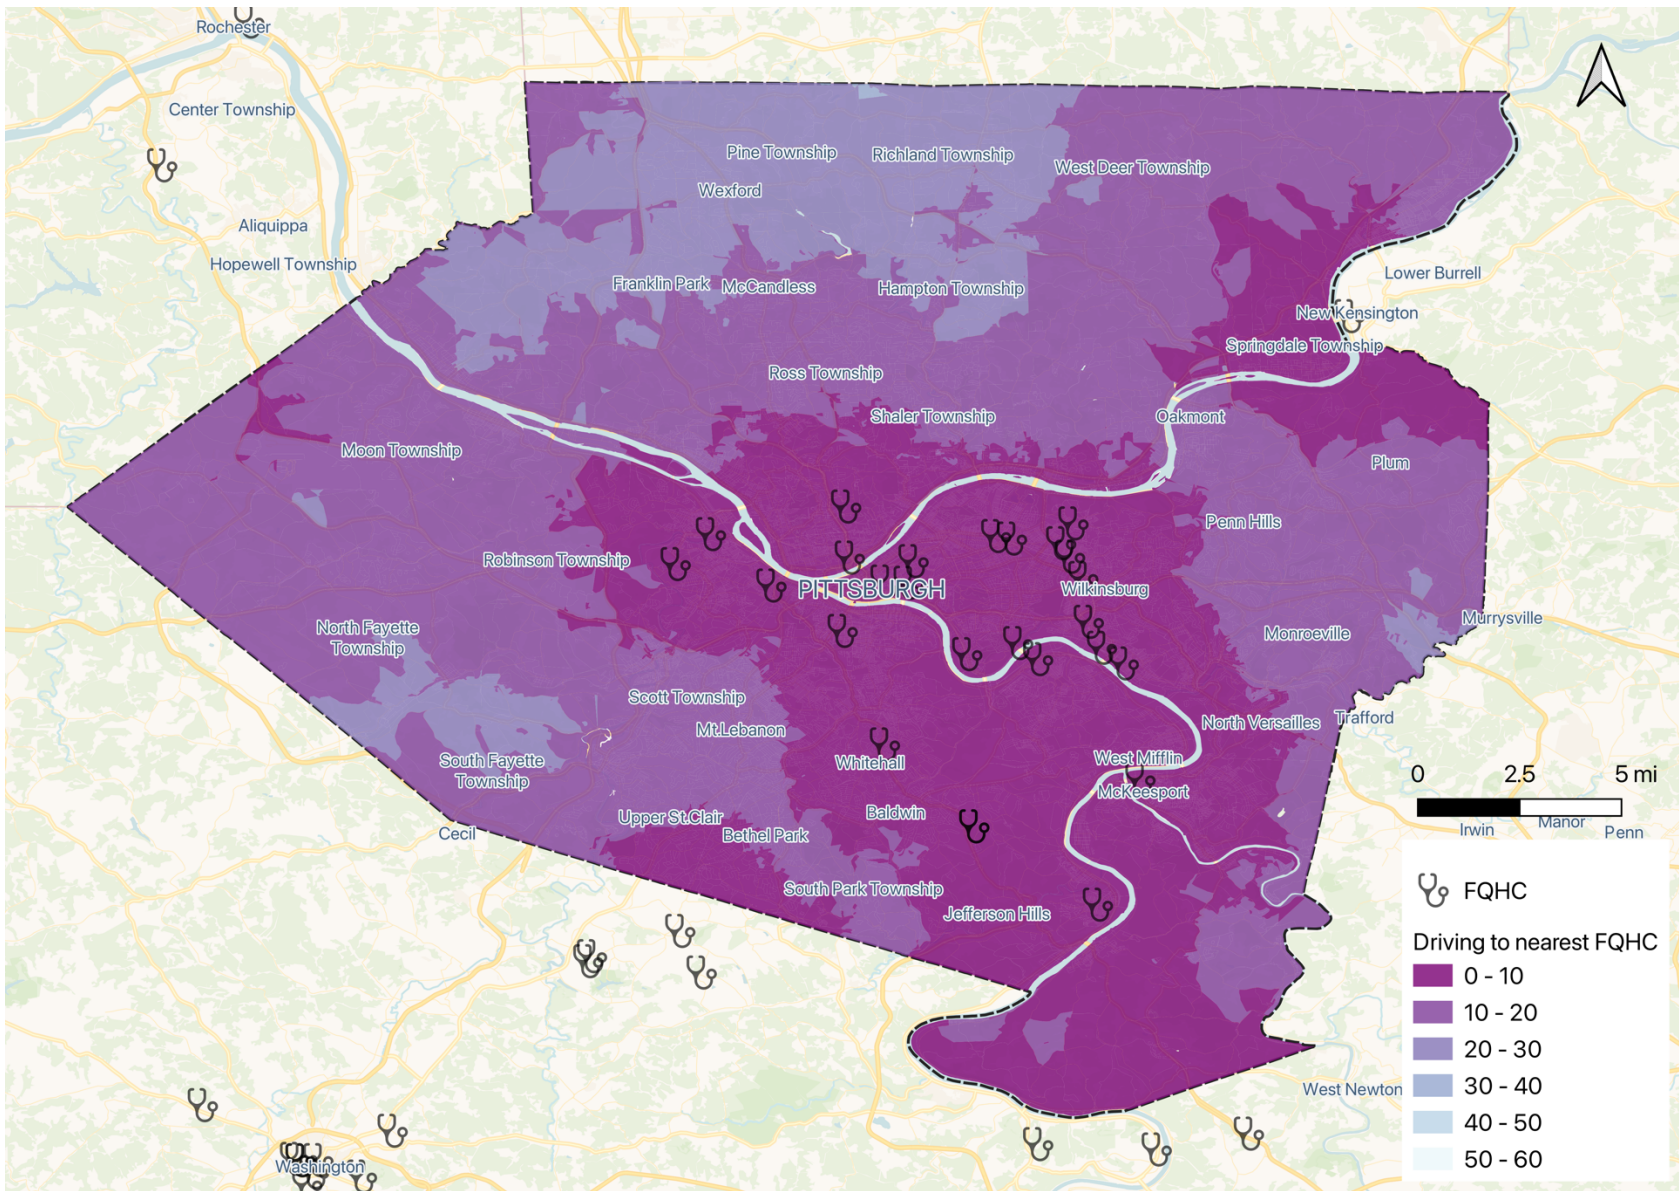 Rochester
Center Township
Pine Township
Richland Township
West Deer Township
Wexford
Aliquippa
Hopewell Township
Lower Burrell
Franklin Park
McCandless
Hampton Township
New Kensington
Springdale Township
Ross Township
Shaler Township
Oakmont
Moon Township
Plum
Penn Hills
Robinson Township
PITTSBURGH
Wilkinsburg
North Fayette
Township
Monroeville
Murrysville
Scott Township
Mt.Lebanon
North Versailles
Trafford
South Fayette
Township
Whitehall
West Mifflin
McKeesport
0 2.5 5 mi
Upper St.Clair
Baldwin
Bethel Park
Cecil
Irwin
Manor
Penn
South Park Township
Jefferson Hills
FQHC
Driving to nearest FQHC
0 - 10
10 - 20
20 - 30
30 - 40
40 - 50
50 - 60
West Newton
Washington